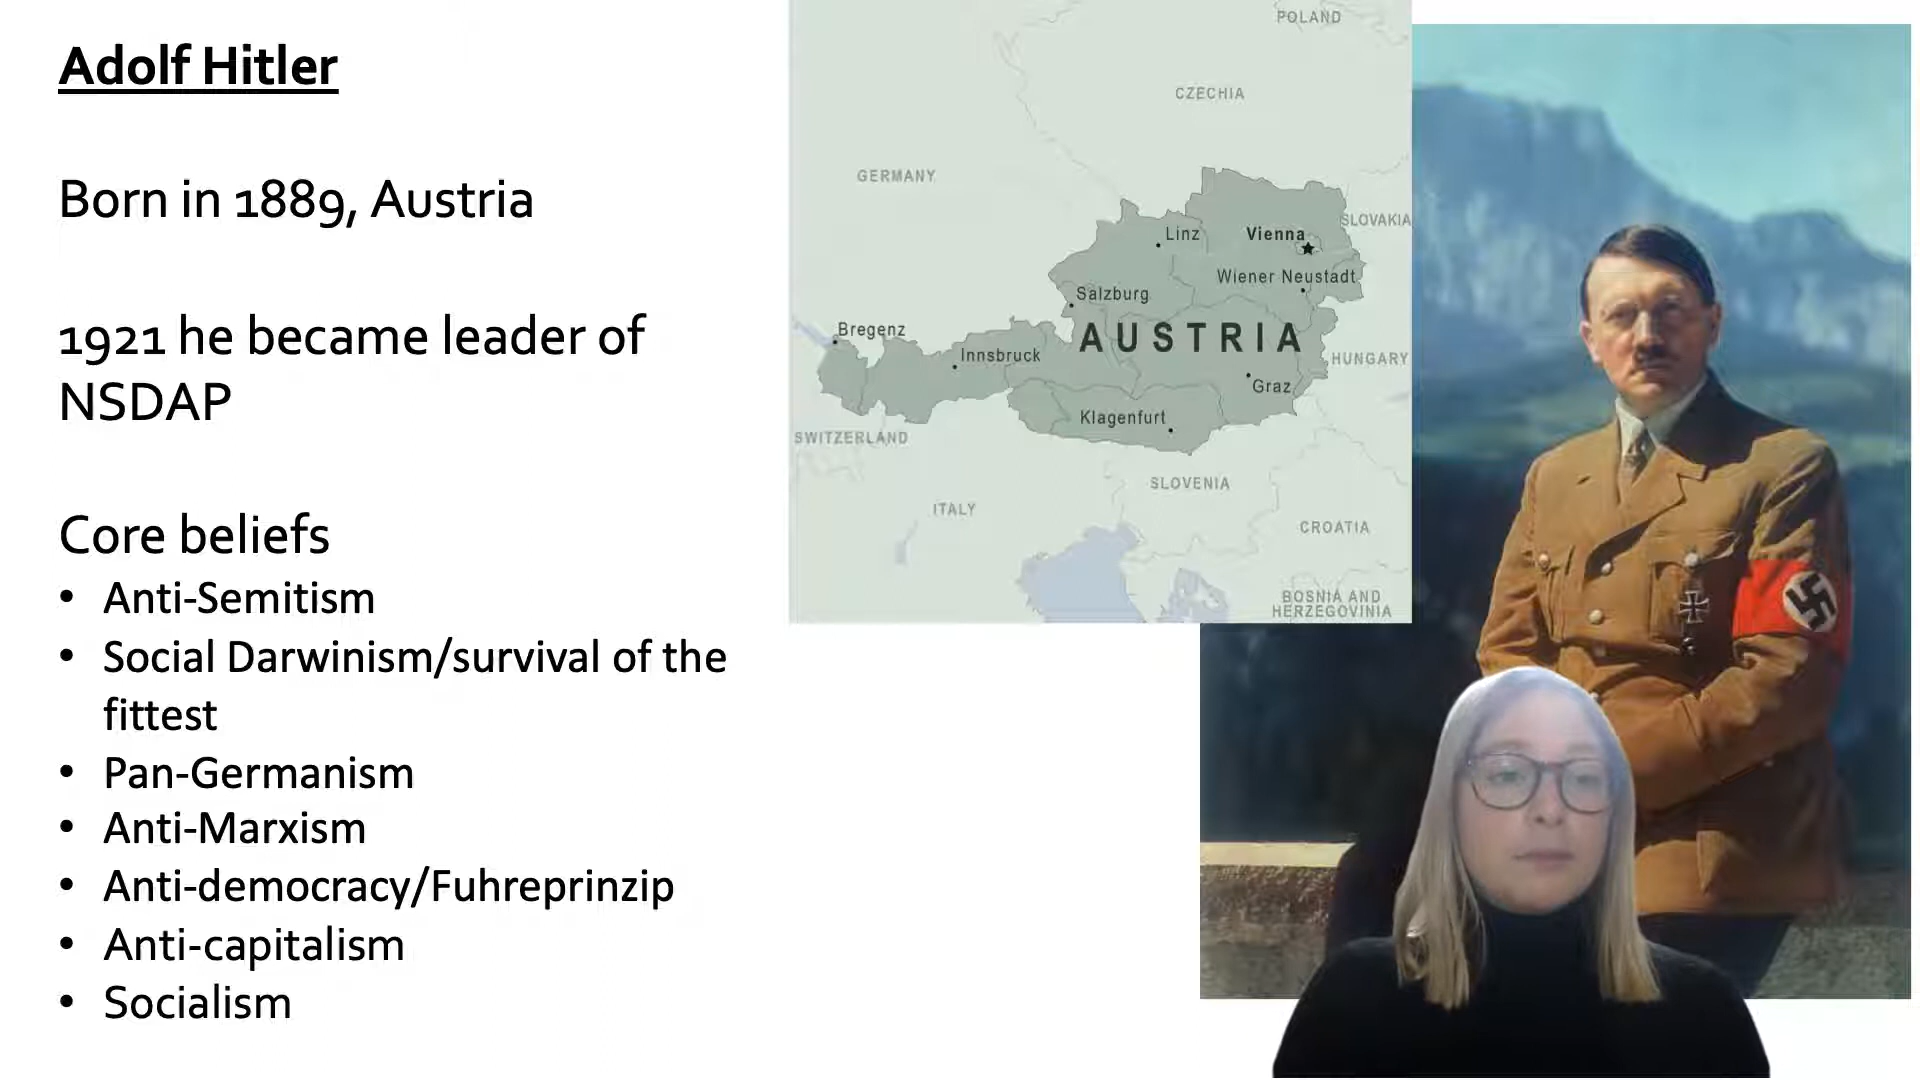 Adolf Hitler
Born in 1889, Austria
1921 he became leader of
NSDAP
Core beliefs
• Anti-Semitism
• Social Darwinism/survival of the
fittest
• Pan-Germanism
• Anti-Marxism
• Anti-democracy/Fuhreprinzip
• Anti-capitalism
• Socialism
POLAND
CZECHIA
GERMANY
SLOVAKIA
Linz
Vienna
Wiener Neustadt
Salzburg
Bregenz
AUSTRIA
Innsbruck
HUNGARY
Graz
Klagenfurt
SWITZERLAND
SLOVENIA
ITALY
CROATIA
BOSNIA AND
HERZEGOVINIA